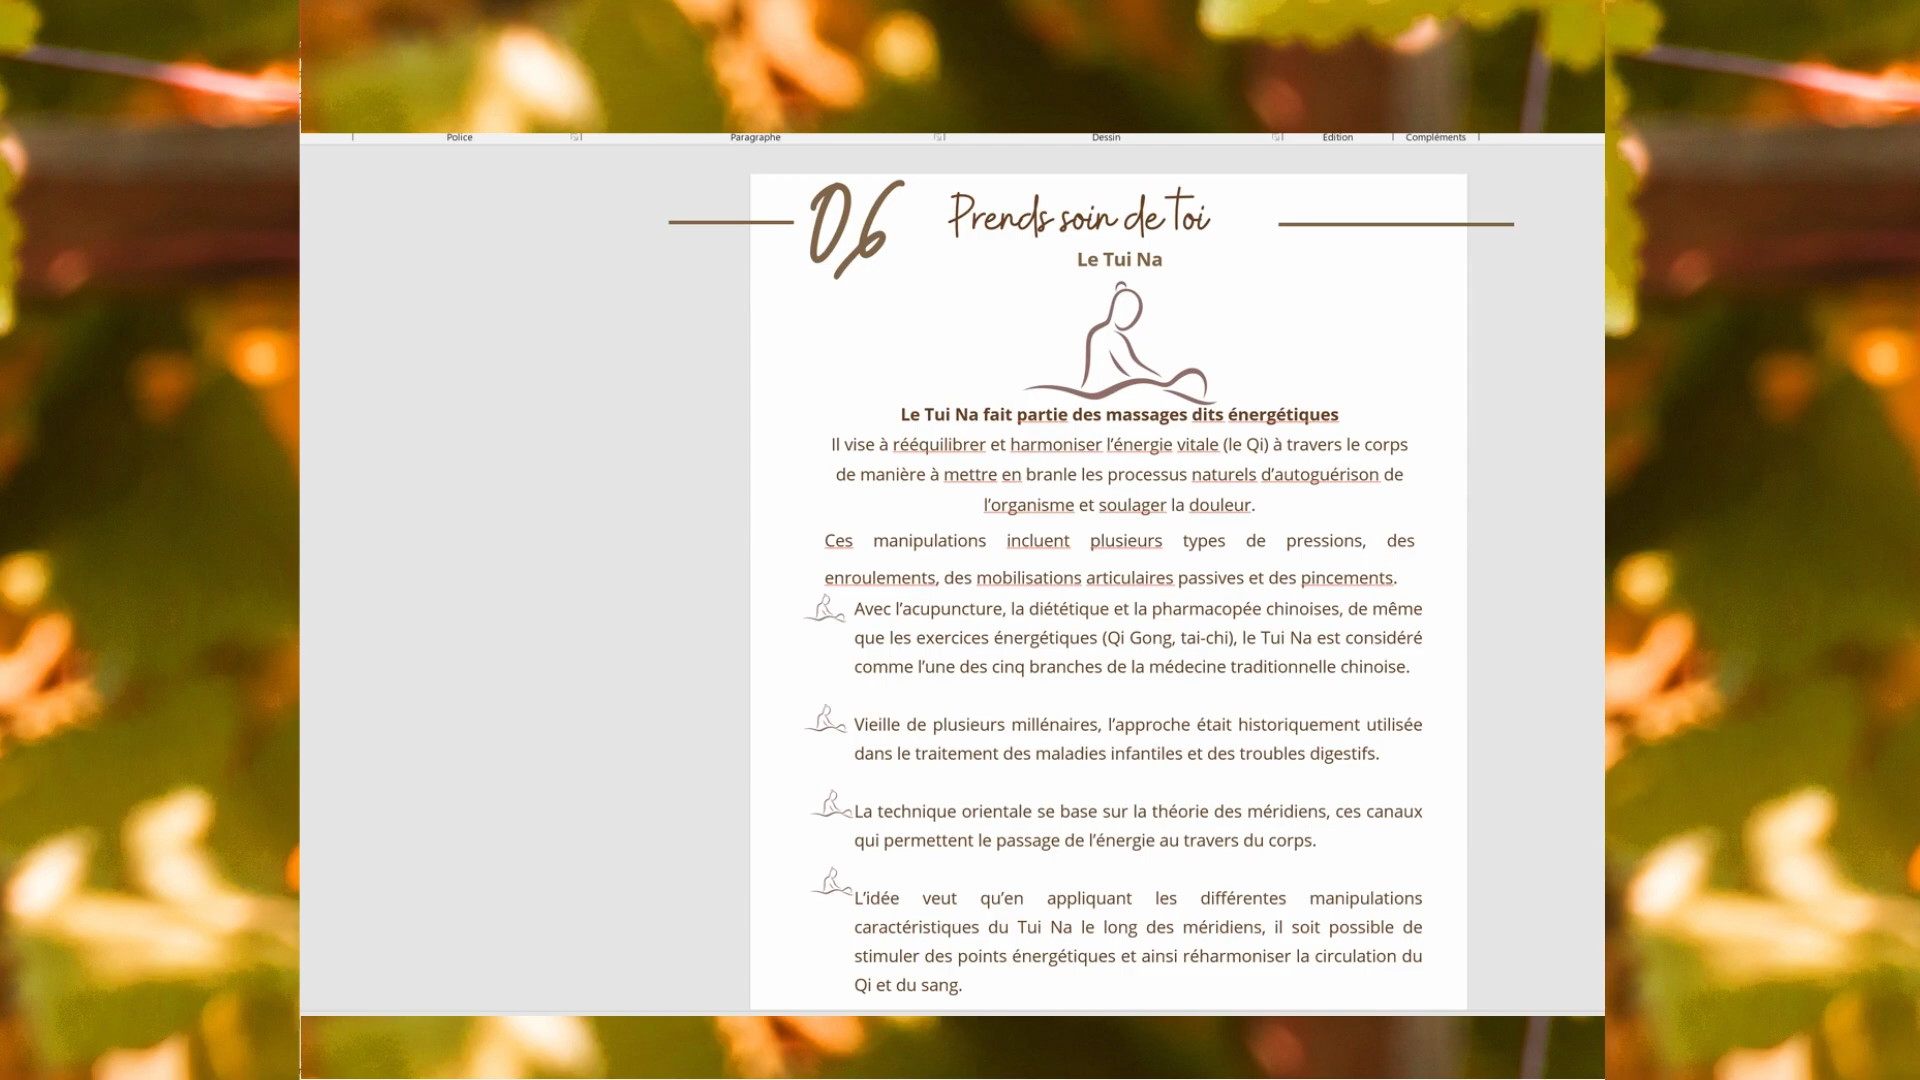 Police Paragraphe Dessin Edition Compléments
06 Prends soin de toi
Le Tui Na
Le Tui Na fait partie des massages dits énergétiques
Il vise à rééquilibrer et harmoniser l’énergie vitale (le Qi) à travers le corps
de manière à mettre en branle les processus naturels d’autoguérison de
l’organisme et soulager la douleur.
Ces manipulations incluent plusieurs types de pressions, des
enroulements, des mobilisations articulaires passives et des pincements.
Avec l’acupuncture, la diététique et la pharmacopée chinoises, de même
que les exercices énergétiques (Qi Gong, tai-chi), le Tui Na est considéré
comme l’une des cinq branches de la médecine traditionnelle chinoise.
Vieille de plusieurs millénaires, l’approche était historiquement utilisée
dans le traitement des maladies infantiles et des troubles digestifs.
La technique orientale se base sur la théorie des méridiens, ces canaux
qui permettent le passage de l’énergie au travers du corps.
L’idée veut qu’en appliquant les différentes manipulations
caractéristiques du Tui Na le long des méridiens, il soit possible de
stimuler des points énergétiques et ainsi réharmoniser la circulation du
Qi et du sang.